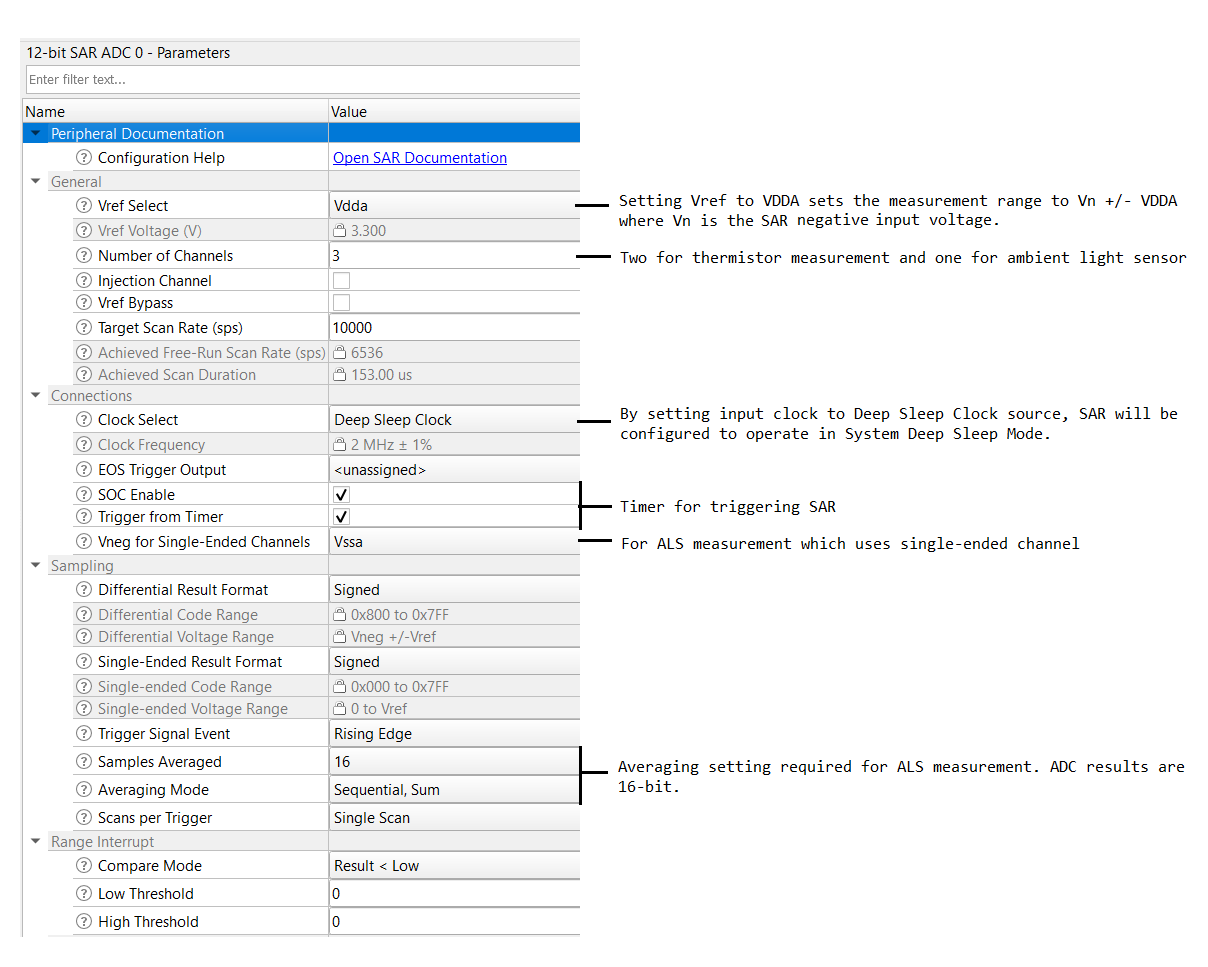 12-bit SAR ADC 0 - Parameters
Enter filter text...
Name Value
Peripheral Documentation
? Configuration Help Open SAR Documentation
General
? Vref Select Vdda
Setting Vref to VDDA sets the measurement range to Vn +/- VDDA
where Vn is the SAR negative input voltage.
? Vref Voltage (V) 3.300
? Number of Channels 3
Two for thermistor measurement and one for ambient light sensor
? Injection Channel
? Vref Bypass
? Target Scan Rate (sps) 10000
? Achieved Free-Run Scan Rate (sps) 6536
? Achieved Scan Duration 153.00 us
Connections
? Clock Select Deep Sleep Clock
By setting input clock to Deep Sleep Clock source, SAR will be
configured to operate in System Deep Sleep Mode.
? Clock Frequency 2 MHz ± 1%
? EOS Trigger Output <unassigned>
? SOC Enable
? Trigger from Timer
Timer for triggering SAR
? Vneg for Single-Ended Channels Vssa
For ALS measurement which uses single-ended channel
Sampling
? Differential Result Format Signed
? Differential Code Range 0x800 to 0x7FF
? Differential Voltage Range Vneg +/-Vref
? Single-Ended Result Format Signed
? Single-ended Code Range 0x000 to 0x7FF
? Single-ended Voltage Range 0 to Vref
? Trigger Signal Event Rising Edge
? Samples Averaged 16
Averaging setting required for ALS measurement. ADC results are
16-bit.
? Averaging Mode Sequential, Sum
? Scans per Trigger Single Scan
Range Interrupt
? Compare Mode Result < Low
? Low Threshold 0
? High Threshold 0